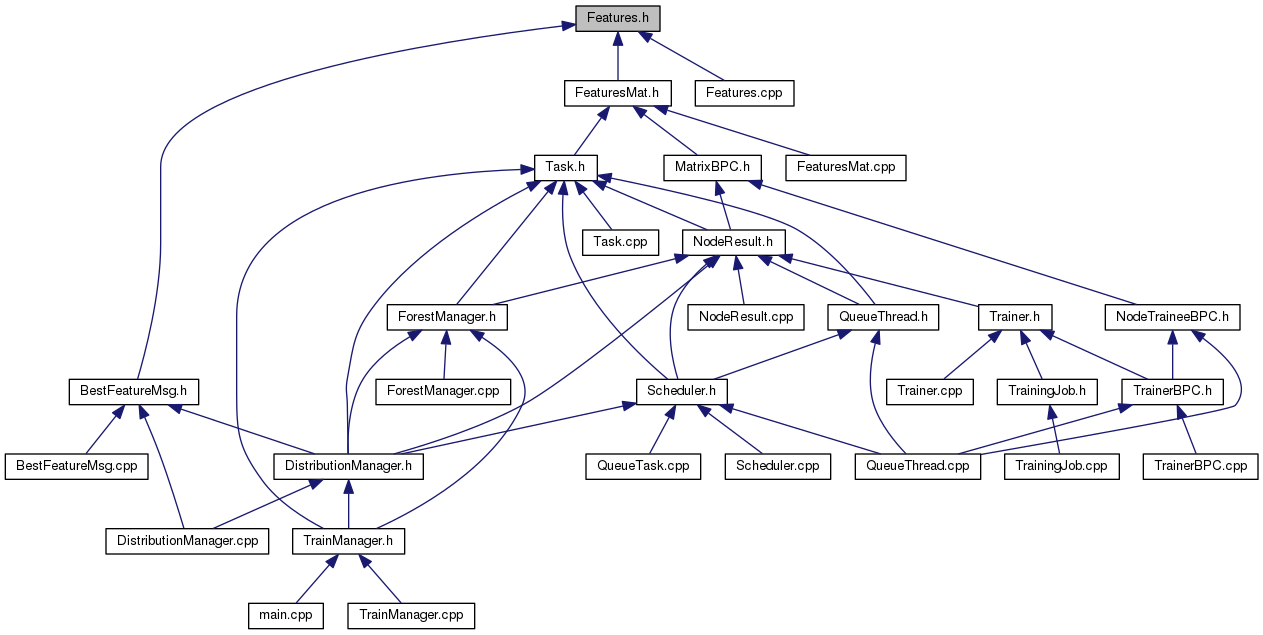 Features.h
FeaturesMat.h
Features.cpp
Task.h
MatrixBPC.h
FeaturesMat.cpp
Task.cpp
NodeResult.h
ForestManager.h
NodeResult.cpp
QueueThread.h
Trainer.h
NodeTraineeBPC.h
BestFeatureMsg.h
ForestManager.cpp
Scheduler.h
Trainer.cpp
TrainingJob.h
TrainerBPC.h
BestFeatureMsg.cpp
DistributionManager.h
QueueTask.cpp
Scheduler.cpp
QueueThread.cpp
TrainingJob.cpp
TrainerBPC.cpp
DistributionManager.cpp
TrainManager.h
main.cpp
TrainManager.cpp